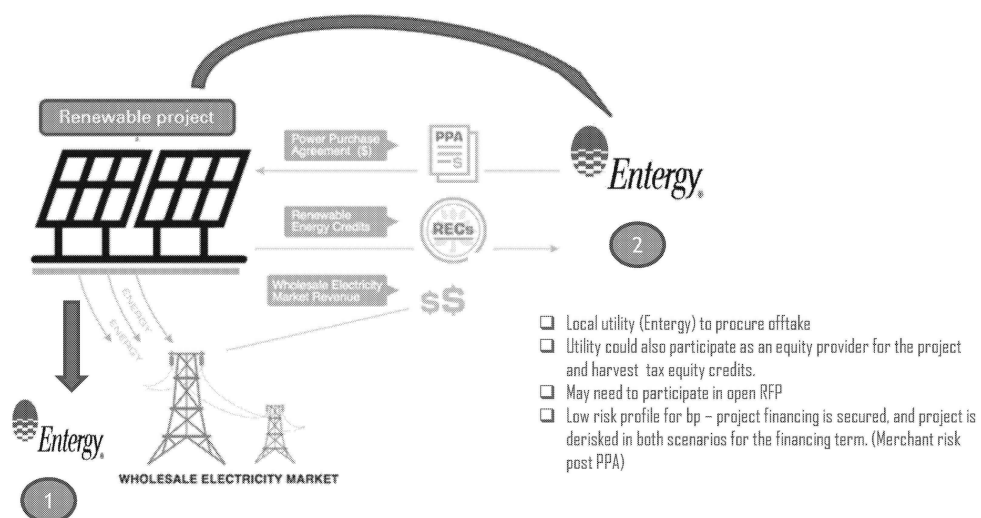 Renewable project
Power Purchase
Agreement ($)
PPA
$
Entergy
Renewable
Energy Credits
RECs
2
Wholesale Electricity
Market Revenue
$$
ENERGY
ENERGY
❑ Local utility (Entergy) to procure offtake
❑ Utility could also participate as an equity provider for the project
and harvest tax equity credits.
❑ May need to participate in open RFP
❑ Low risk profile for bp – project financing is secured, and project is
derisked in both scenarios for the financing term. (Merchant risk
post PPA)
Entergy
WHOLESALE ELECTRICITY MARKET
1